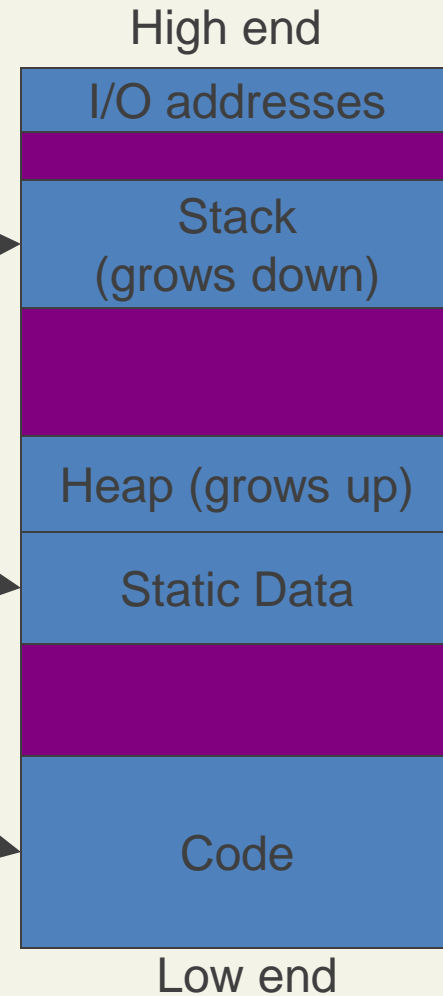 High end
I/O addresses
Stack
(grows down)
Heap (grows up)
Static Data
Code
Low end